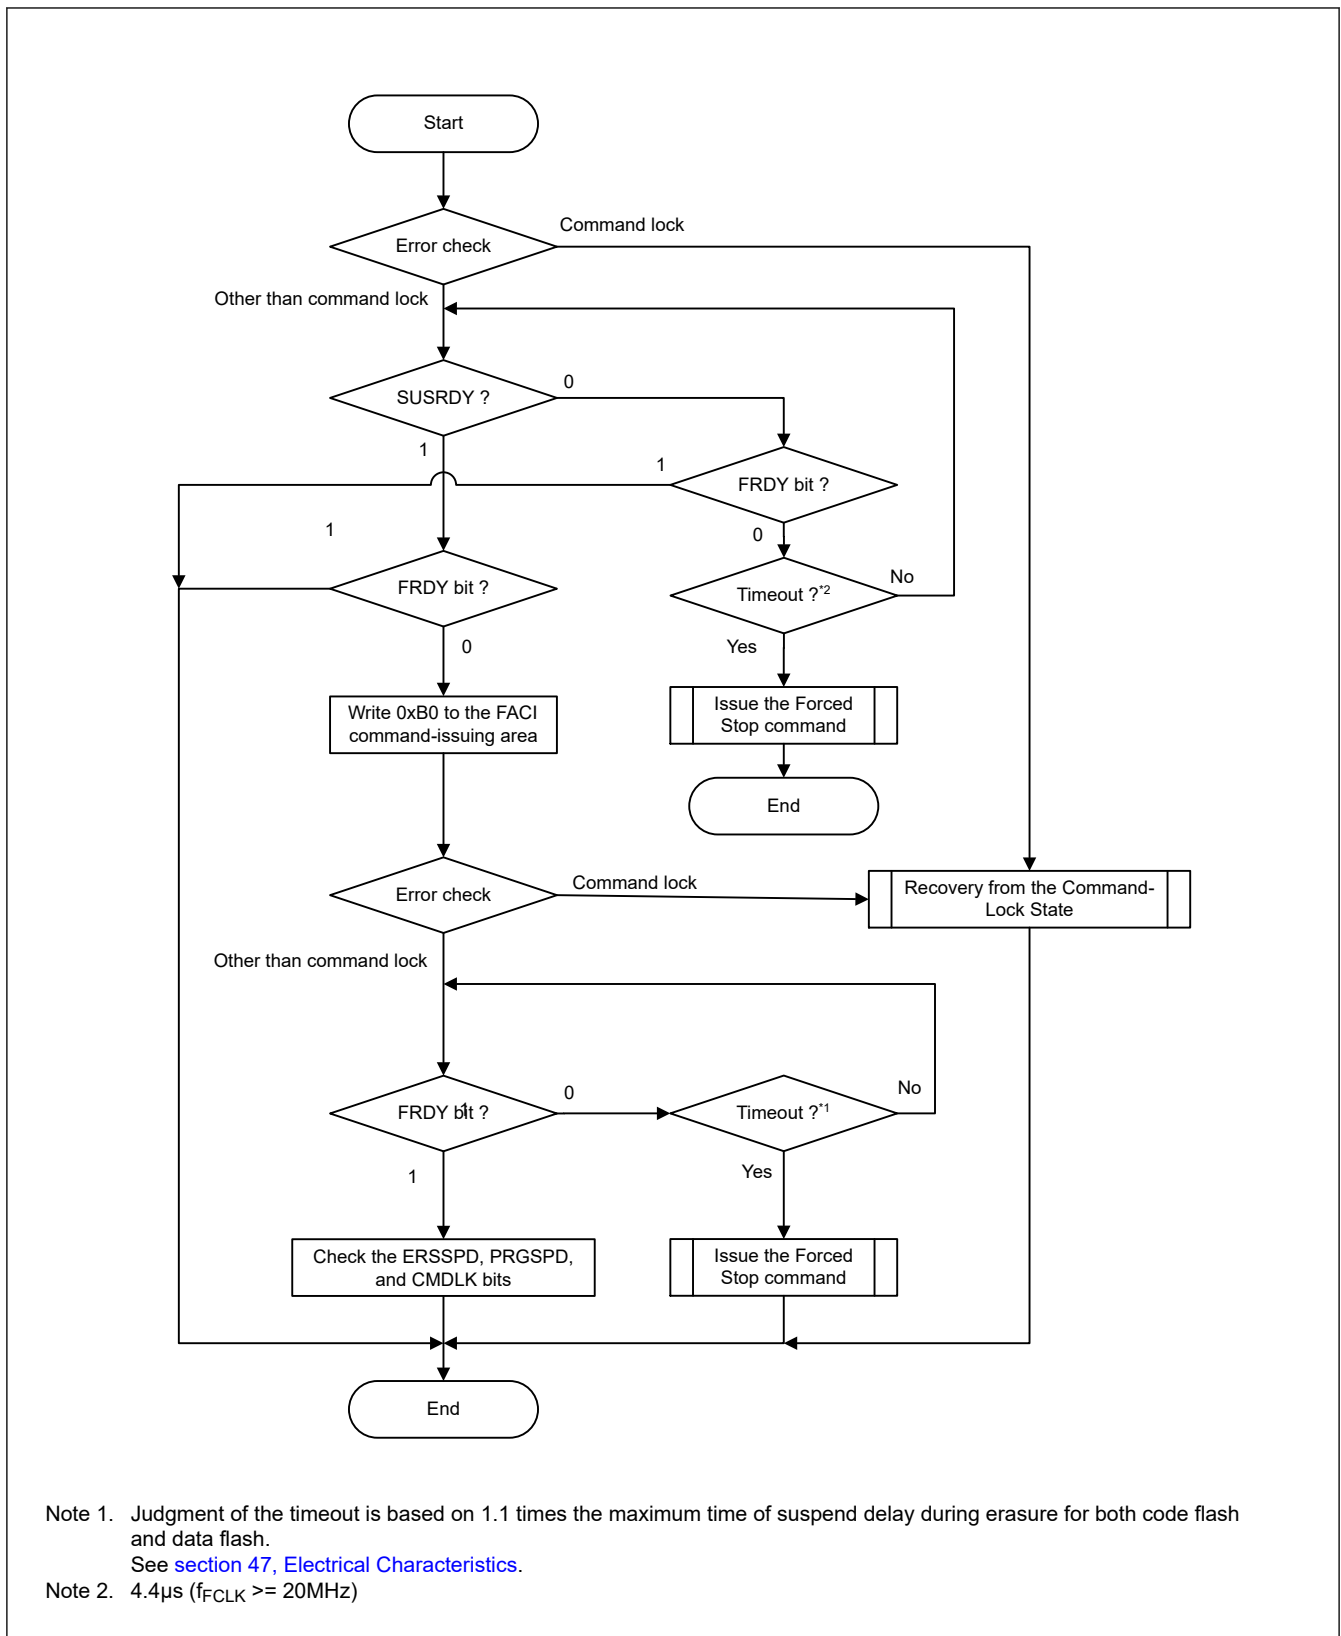 Start
Error check
Command lock
Other than command lock
SUSRDY ?
0
1
1
FRDY bit ?
1
0
FRDY bit ?
Timeout ?*2
No
0
Yes
Write 0xB0 to the FACI
command-issuing area
Issue the Forced
Stop command
End
Error check
Command lock
Recovery from the Command-
Lock State
Other than command lock
FRDY bit ?
1
0
Timeout ?*1
No
1
Yes
Check the ERSSPD, PRGSPD,
and CMDLK bits
Issue the Forced
Stop command
End
Note 1. Judgment of the timeout is based on 1.1 times the maximum time of suspend delay during erasure for both code flash
and data flash.
See section 47, Electrical Characteristics.
Note 2. 4.4µs (fFCLK >= 20MHz)